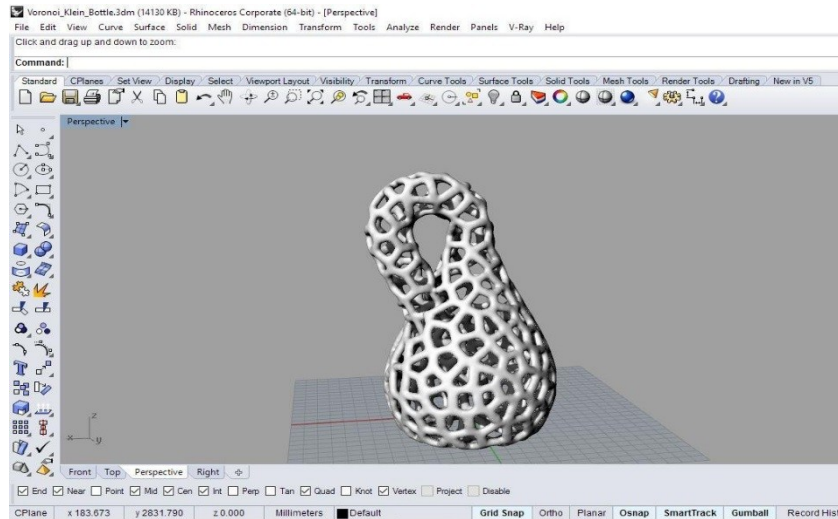 Voronoi_Klein_Bottle.3dm (14130 KB) - Rhinoceros Corporate (64-bit) - [Perspective]
File Edit View Curve Surface Solid Mesh Dimension Transform Tools Analyze Render Panels V-Ray Help
Click and drag up and down to zoom:
Command:
Standard CPlanes Set View Display Select Viewport Layout Visibility Transform Curve Tools Surface Tools Solid Tools Mesh Tools Render Tools Drafting New in V5
Perspective
z
x y
Front Top Perspective Right
End Near Point Mid Cen Int Perp Tan Quad Knot Vertex Project Disable
CPlane x 183.673 y 2831.790 z 0.000 Millimeters Default Grid Snap Ortho Planar Osnap SmartTrack Gumball Record His